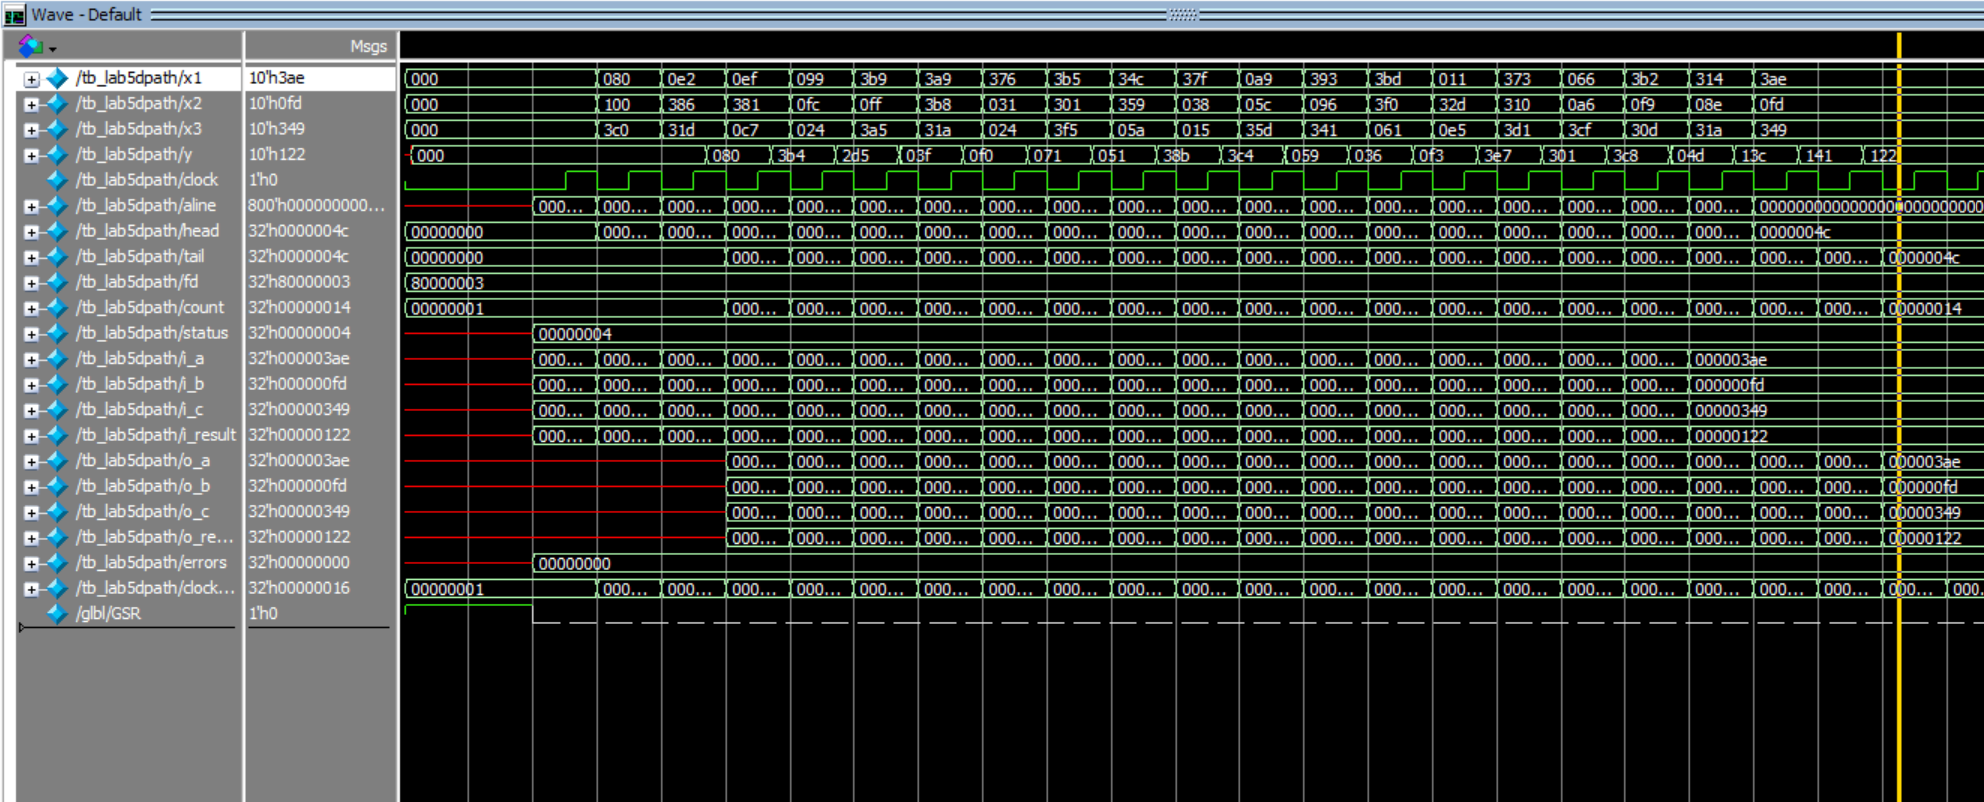 Wave - Default
Msgs
/tb_lab5dpath/x1 10'h3ae 000 080 0e2 0ef 099 3b9 3a9 376 3b5 34c 37f 0a9 393 3bd 011 373 066 3b2 314 3ae
/tb_lab5dpath/x2 10'h0fd 000 100 386 381 0fc 0ff 3b8 031 301 359 038 05c 096 3f0 32d 310 0a6 0f9 08e 0fd
/tb_lab5dpath/x3 10'h349 000 3c0 31d 0c7 024 3a5 31a 024 3f5 05a 015 35d 341 061 0e5 3d1 3cf 30d 31a 349
/tb_lab5dpath/y 10'h122 000 080 3b4 2d5 03f 0f0 071 051 38b 3c4 059 036 0f3 3e7 301 3c8 04d 13c 141 122
/tb_lab5dpath/clock 1'h0
/tb_lab5dpath/aline 800'h000000000... 000... 000... 000... 000... 000... 000... 000... 000... 000... 000... 000... 000... 000... 000... 000... 000... 000... 000... 000...
/tb_lab5dpath/head 32'h0000004c 00000000 000... 000... 000... 000... 000... 000... 000... 000... 000... 000... 000... 000... 000... 000... 000... 000... 000... 000... 0000004c
/tb_lab5dpath/tail 32'h0000004c 00000000 000... 000... 000... 000... 000... 000... 000... 000... 000... 000... 000... 000... 000... 000... 000... 000... 000... 000... 0000004c
/tb_lab5dpath/fd 32'h80000003 80000003
/tb_lab5dpath/count 32'h00000014 00000001 000... 000... 000... 000... 000... 000... 000... 000... 000... 000... 000... 000... 000... 000... 000... 000... 000... 000... 00000014
/tb_lab5dpath/status 32'h00000004 00000004
/tb_lab5dpath/i_a 32'h000003ae 000... 000... 000... 000... 000... 000... 000... 000... 000... 000... 000... 000... 000... 000... 000... 000... 000... 000... 000003ae
/tb_lab5dpath/i_b 32'h000000fd 000... 000... 000... 000... 000... 000... 000... 000... 000... 000... 000... 000... 000... 000... 000... 000... 000... 000... 000000fd
/tb_lab5dpath/i_c 32'h00000349 000... 000... 000... 000... 000... 000... 000... 000... 000... 000... 000... 000... 000... 000... 000... 000... 000... 000... 00000349
/tb_lab5dpath/i_result 32'h00000122 000... 000... 000... 000... 000... 000... 000... 000... 000... 000... 000... 000... 000... 000... 000... 000... 000... 000... 00000122
/tb_lab5dpath/o_a 32'h000003ae 000... 000... 000... 000... 000... 000... 000... 000... 000... 000... 000... 000... 000... 000... 000... 000... 000... 000... 000003ae
/tb_lab5dpath/o_b 32'h000000fd 000... 000... 000... 000... 000... 000... 000... 000... 000... 000... 000... 000... 000... 000... 000... 000... 000... 000... 000000fd
/tb_lab5dpath/o_c 32'h00000349 000... 000... 000... 000... 000... 000... 000... 000... 000... 000... 000... 000... 000... 000... 000... 000... 000... 000... 00000349
/tb_lab5dpath/o_re... 32'h00000122 000... 000... 000... 000... 000... 000... 000... 000... 000... 000... 000... 000... 000... 000... 000... 000... 000... 000... 00000122
/tb_lab5dpath/errors 32'h00000000 00000000
/tb_lab5dpath/clock... 32'h00000016 00000001 000... 000... 000... 000... 000... 000... 000... 000... 000... 000... 000... 000... 000... 000... 000... 000... 000... 000... 000... 000... 000... 000.
/glbl/GSR 1'h0